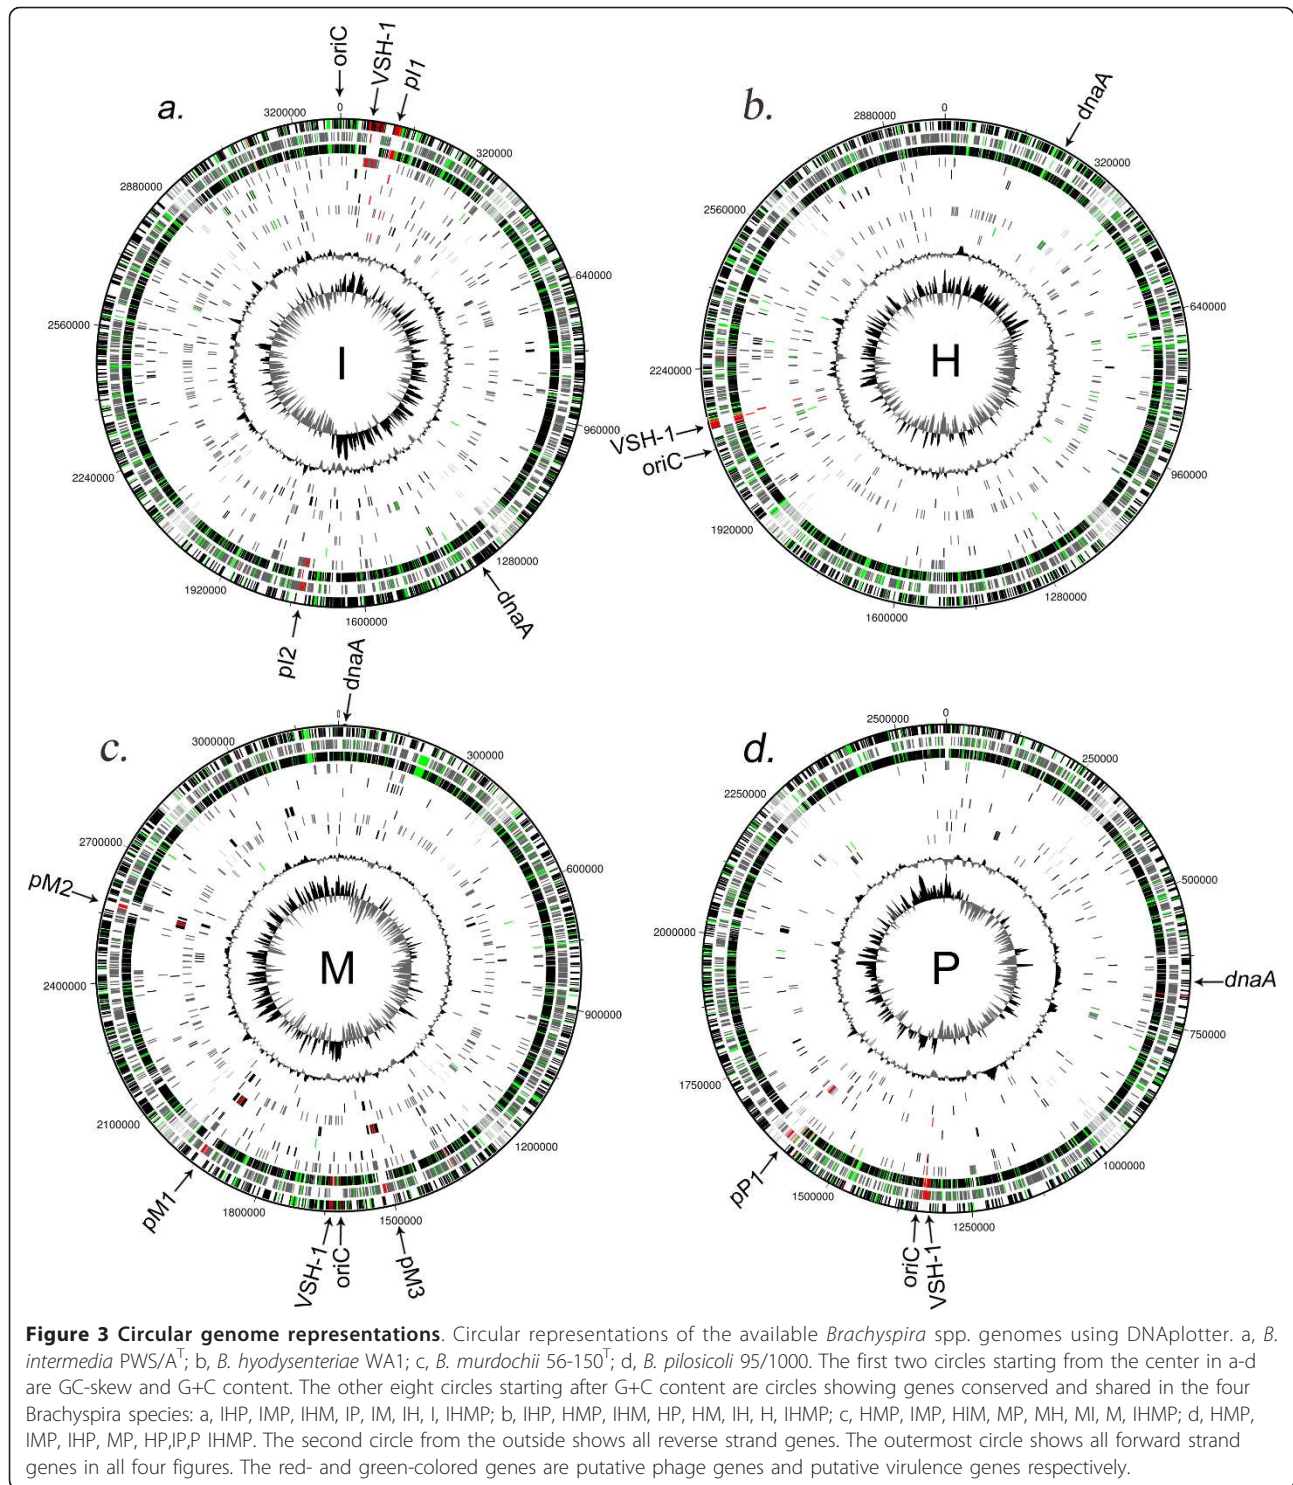 a.
oriC
VSH-1
pI1
0
320000
640000
960000
1280000
dnaA
1600000
pI2
1920000
2240000
2560000
2880000
3200000
I
b.
0
dnaA
320000
640000
960000
1280000
1600000
1920000
oriC
VSH-1
2240000
2560000
2880000
H
c.
0
dnaA
300000
600000
900000
1200000
1500000
pM3
oriC
VSH-1
1800000
pM1
2100000
2400000
pM2
2700000
3000000
M
d.
0
250000
500000
dnaA
750000
1000000
1250000
VSH-1
oriC
1500000
pP1
1750000
2000000
2250000
2500000
P
Figure 3 Circular genome representations. Circular representations of the available Brachyspira spp. genomes using DNAplotter. a, B.
intermedia PWS/Aᵀ; b, B. hyodysenteriae WA1; c, B. murdochii 56-150ᵀ; d, B. pilosicoli 95/1000. The first two circles starting from the center in a-d
are GC-skew and G+C content. The other eight circles starting after G+C content are circles showing genes conserved and shared in the four
Brachyspira species: a, IHP, IMP, IHM, IP, IM, IH, I, IHMP; b, IHP, HMP, IHM, HP, HM, IH, H, IHMP; c, HMP, IMP, HIM, MP, MH, MI, M, IHMP; d, HMP,
IMP, IHP, MP, HP,IP,P IHMP. The second circle from the outside shows all reverse strand genes. The outermost circle shows all forward strand
genes in all four figures. The red- and green-colored genes are putative phage genes and putative virulence genes respectively.